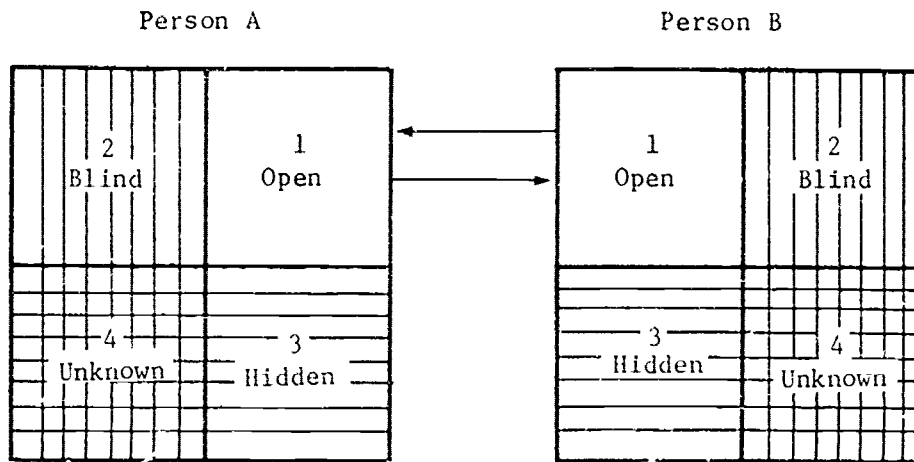 Person A
Person B
2
Blind
1
Open
1
Open
2
Blind
4
Unknown
3
Hidden
3
Hidden
4
Unknown